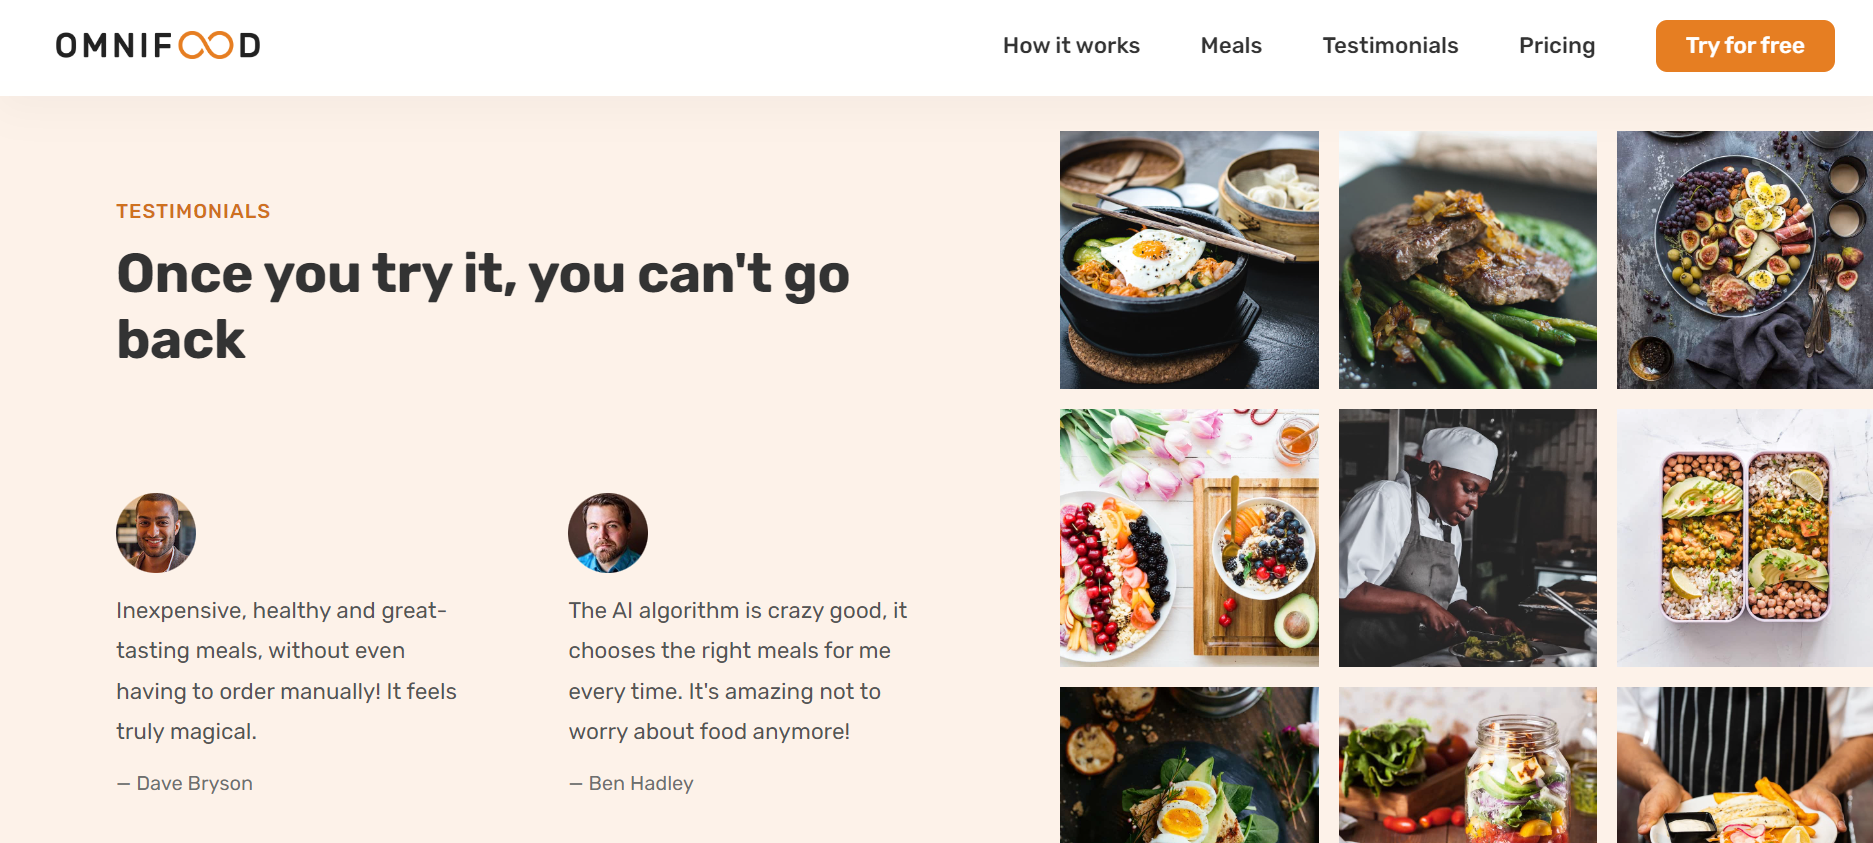 OMNIFOOD
How it works
Meals
Testimonials
Pricing
Try for free
TESTIMONIALS
Once you try it, you can't go
back
Inexpensive, healthy and great-
tasting meals, without even
having to order manually! It feels
truly magical.
— Dave Bryson
The AI algorithm is crazy good, it
chooses the right meals for me
every time. It's amazing not to
worry about food anymore!
— Ben Hadley